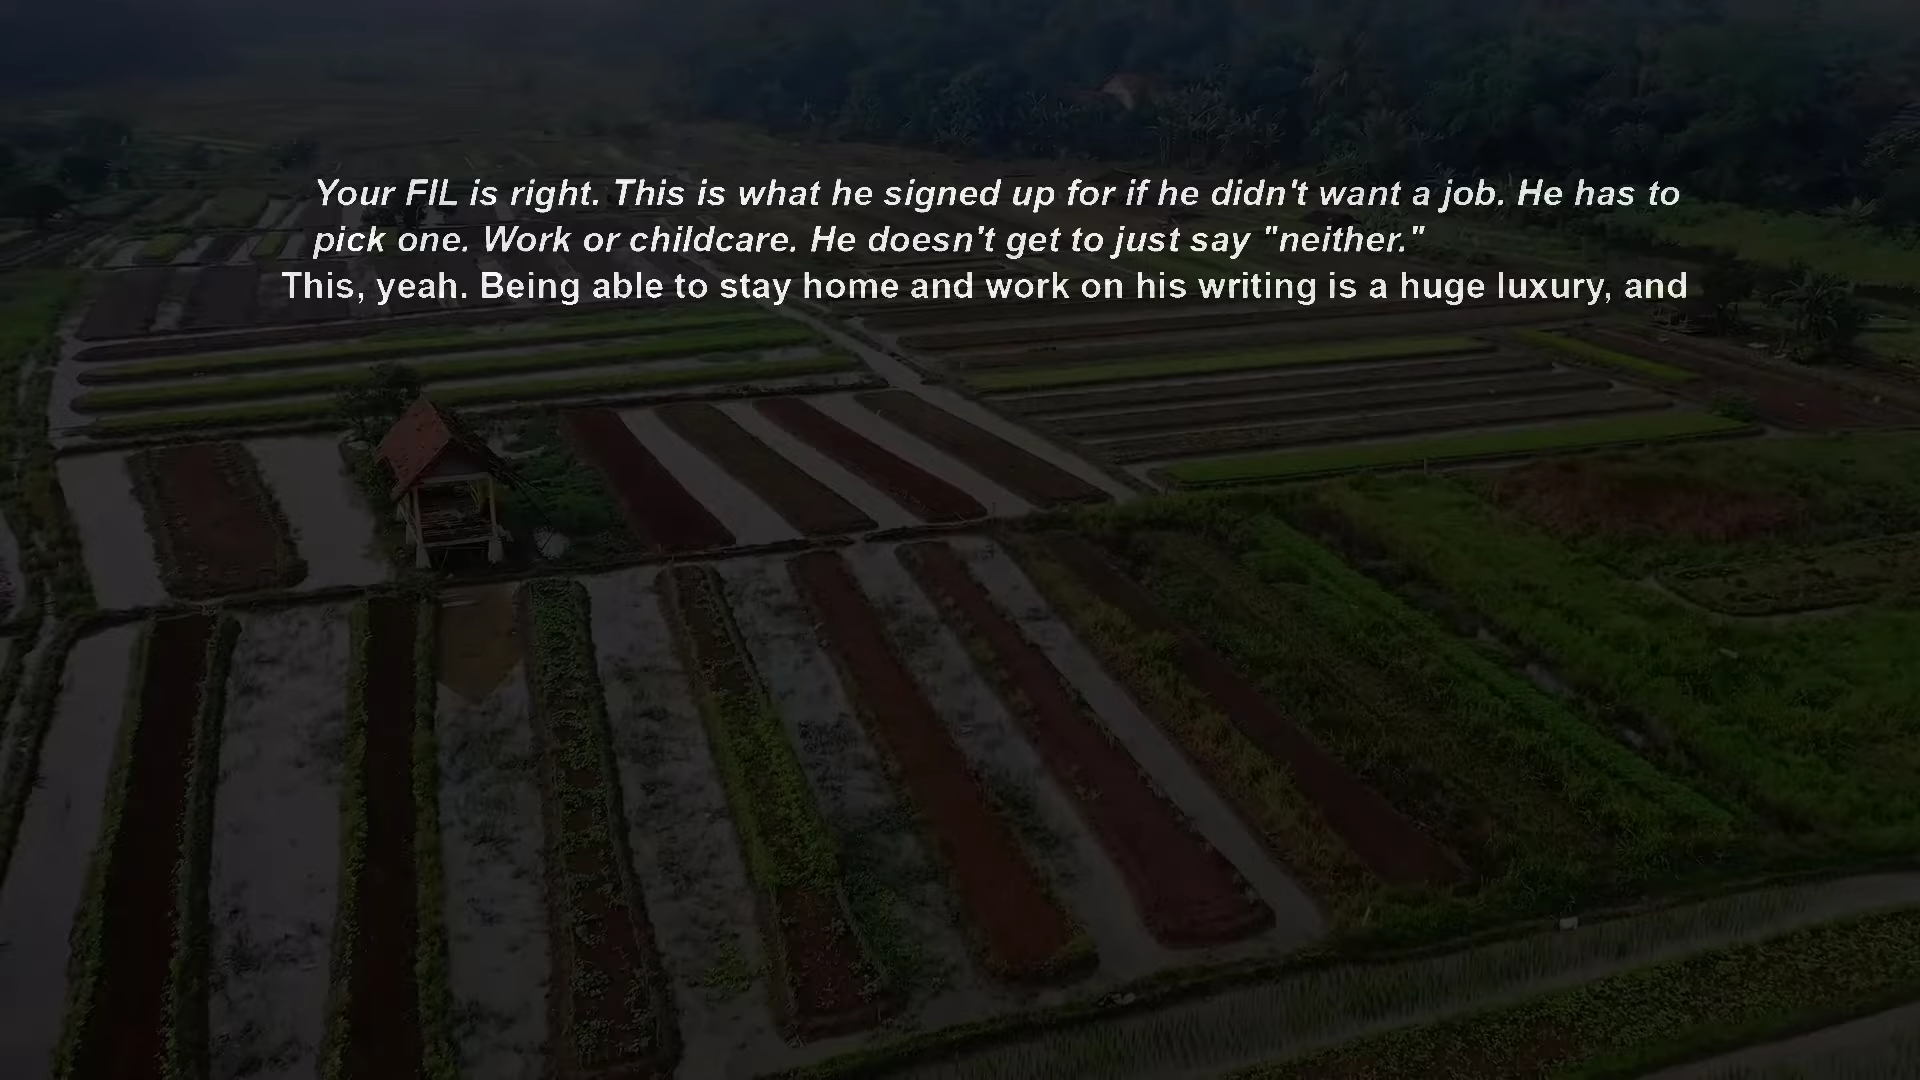 Your FIL is right. This is what he signed up for if he didn't want a job. He has to
pick one. Work or childcare. He doesn't get to just say "neither."
This, yeah. Being able to stay home and work on his writing is a huge luxury, and